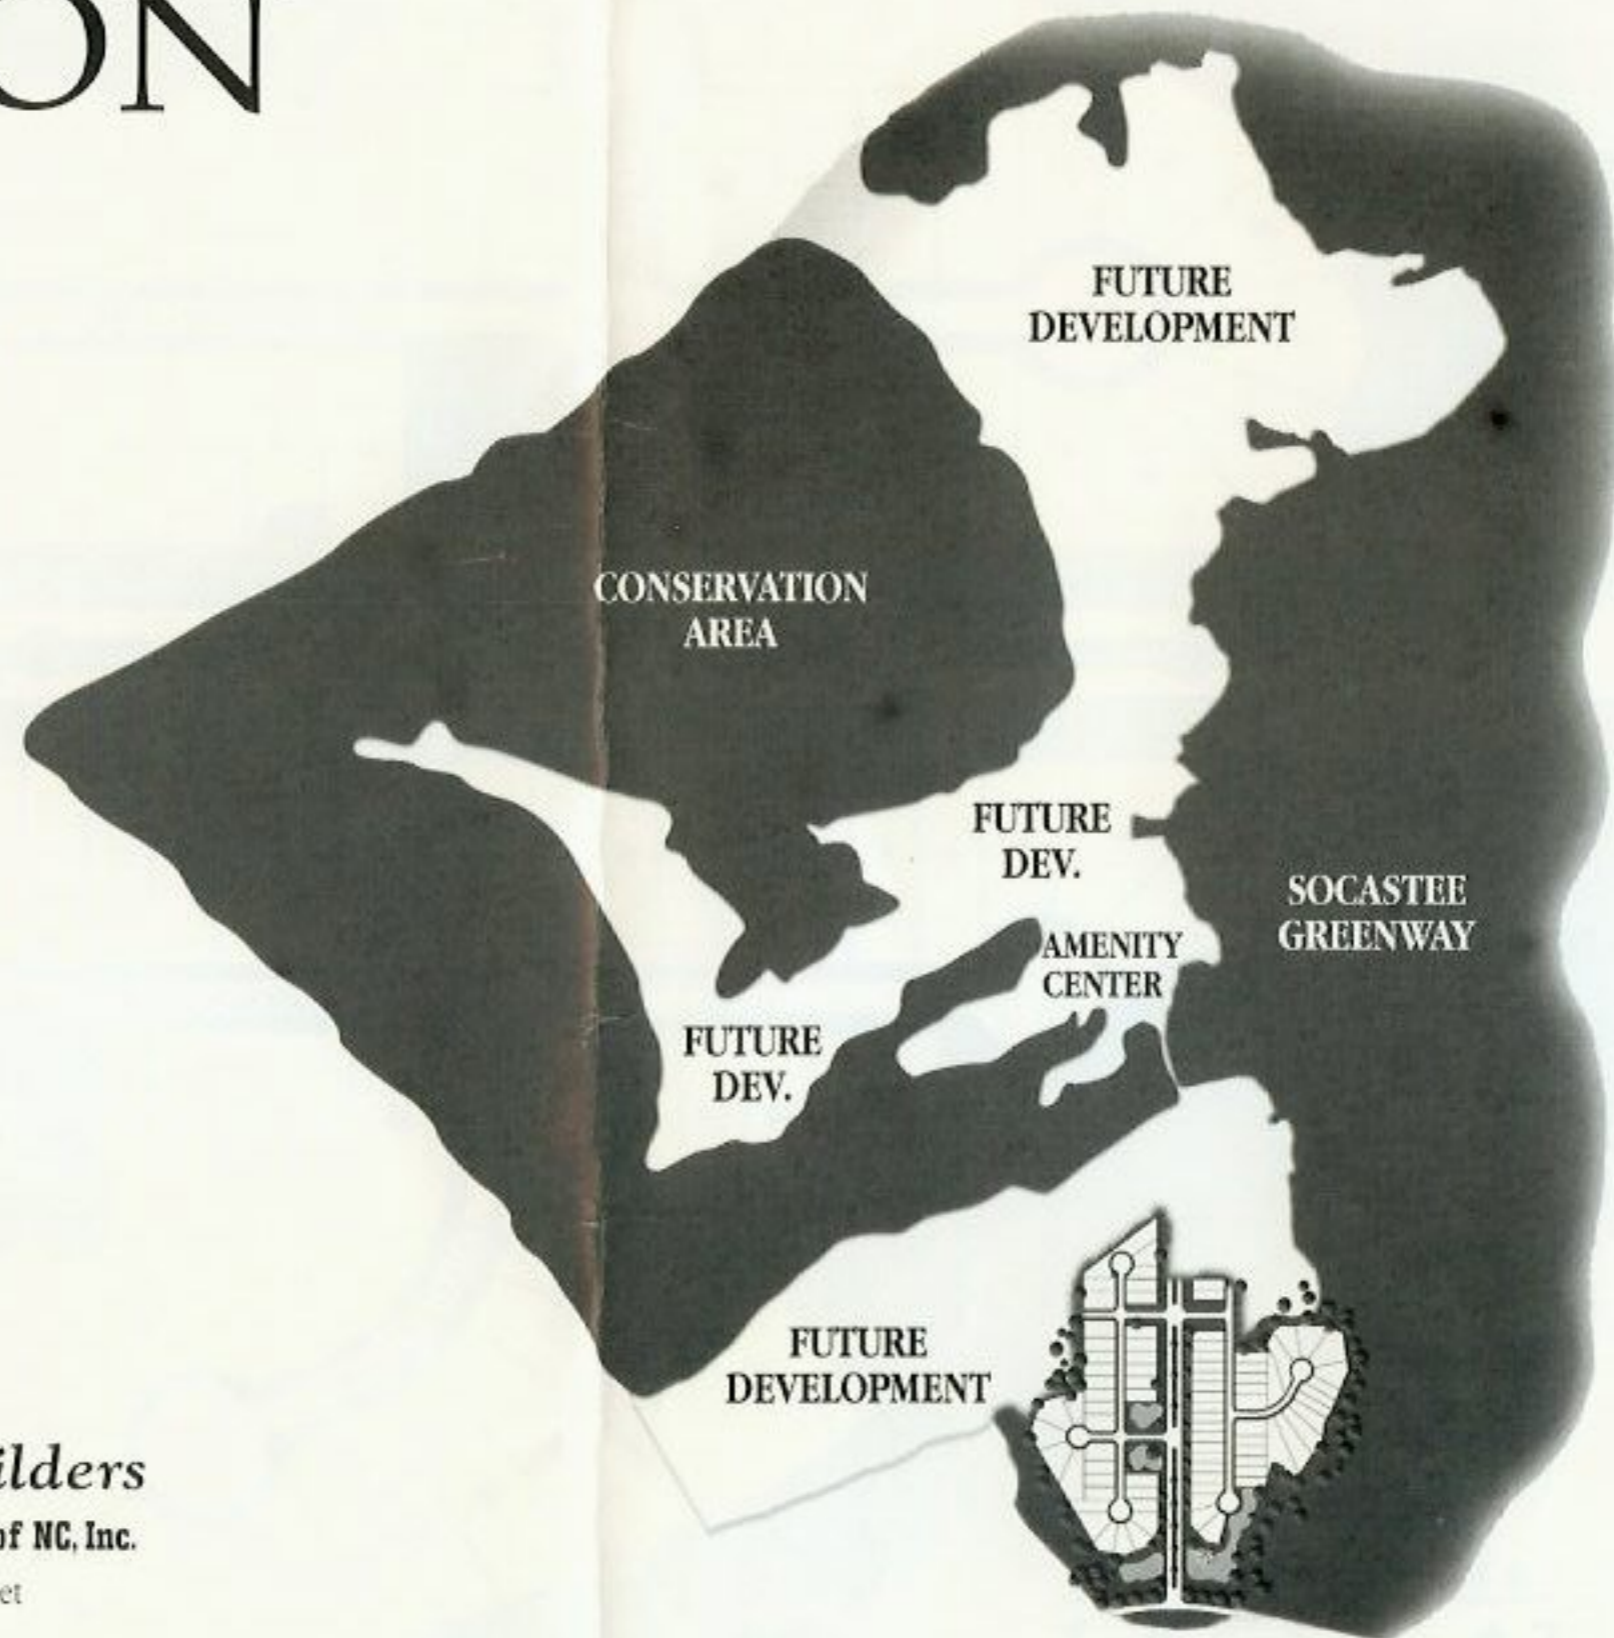 ON
FUTURE
DEVELOPMENT
CONSERVATION
AREA
FUTURE
DEV.
SOCASTEE
GREENWAY
AMENITY
CENTER
FUTURE
DEV.
FUTURE
DEVELOPMENT
ilders
of NC, Inc.
et